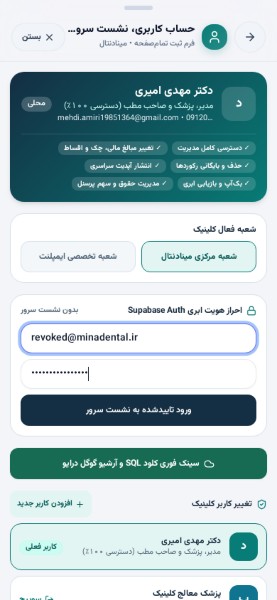 حساب کاربری، نشست سرو...
فرم ثبت تمام‌صفحه • مینادنتال
بستن
دکتر مهدی امیری
مدیر، پزشک و صاحب مطب (دسترسی ۱۰۰٪)
mehdi.amiri19851364@gmail.com • 09120...
محلی
د
✓ دسترسی کامل مدیریت
✓ تغییر مبالغ مالی، چک و اقساط
✓ حذف و بایگانی رکوردها
✓ انتشار آپدیت سراسری
✓ بک‌آپ و بازیابی ابری
✓ مدیریت حقوق و سهم پرسنل
شعبه فعال کلینیک
شعبه مرکزی مینادنتال
شعبه تخصصی ایمپلنت
احراز هویت ابری Supabase Auth
بدون نشست سرور
revoked@minadental.ir
ورود تاییدشده به نشست سرور
سینک فوری کلود SQL و آرشیو گوگل درایو
تغییر کاربر کلینیک
+ افزودن کاربر جدید
دکتر مهدی امیری
مدیر، پزشک و صاحب مطب (دسترسی ۱۰۰٪)
کاربر فعلی
د
پزشک معالج کلینیک